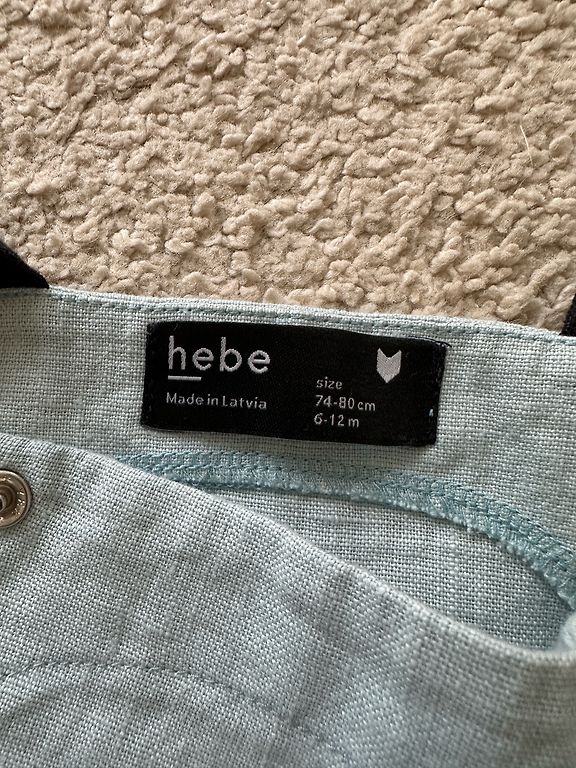 hebe
Made in Latvia
size
74-80 cm
6-12 m